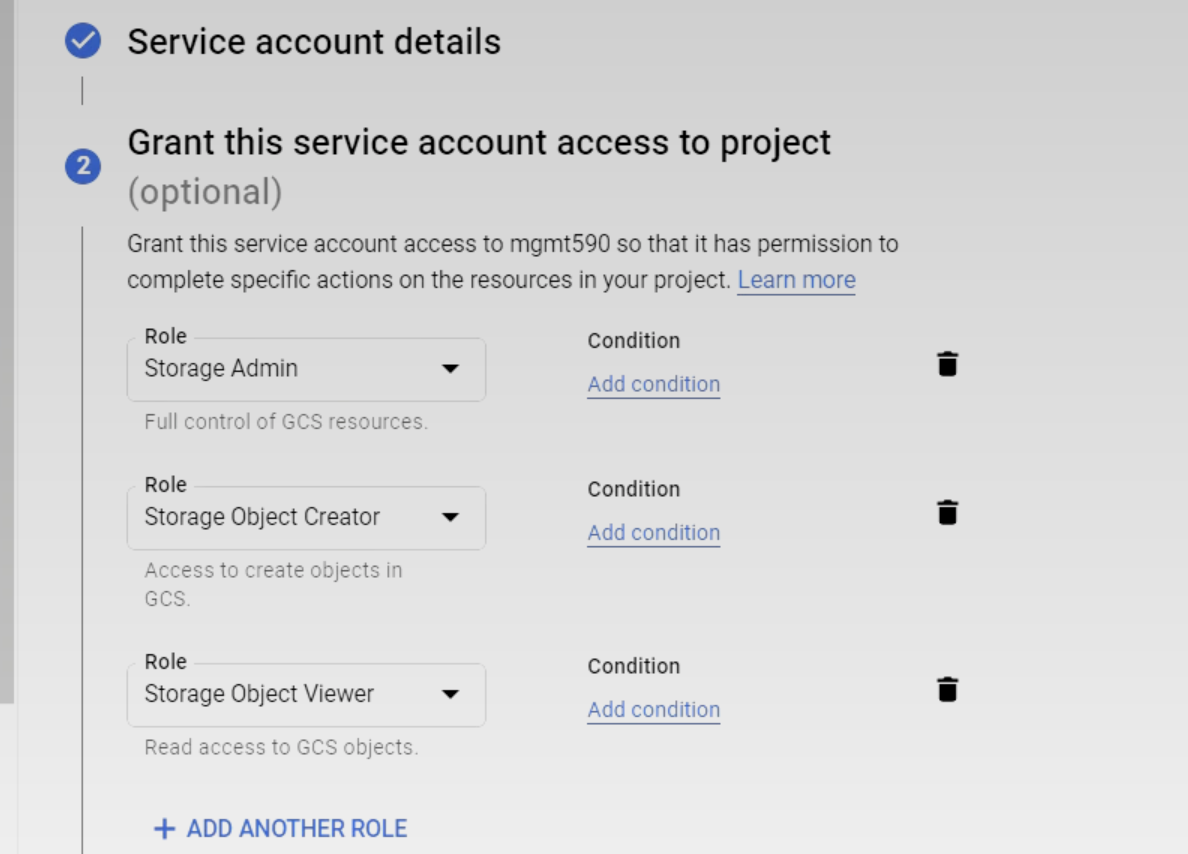 Service account details
2
Grant this service account access to project
(optional)
Grant this service account access to mgmt590 so that it has permission to
complete specific actions on the resources in your project. Learn more
Role
Storage Admin
Condition
Add condition
Full control of GCS resources.
Role
Storage Object Creator
Condition
Add condition
Access to create objects in
GCS.
Role
Storage Object Viewer
Condition
Add condition
Read access to GCS objects.
+ ADD ANOTHER ROLE